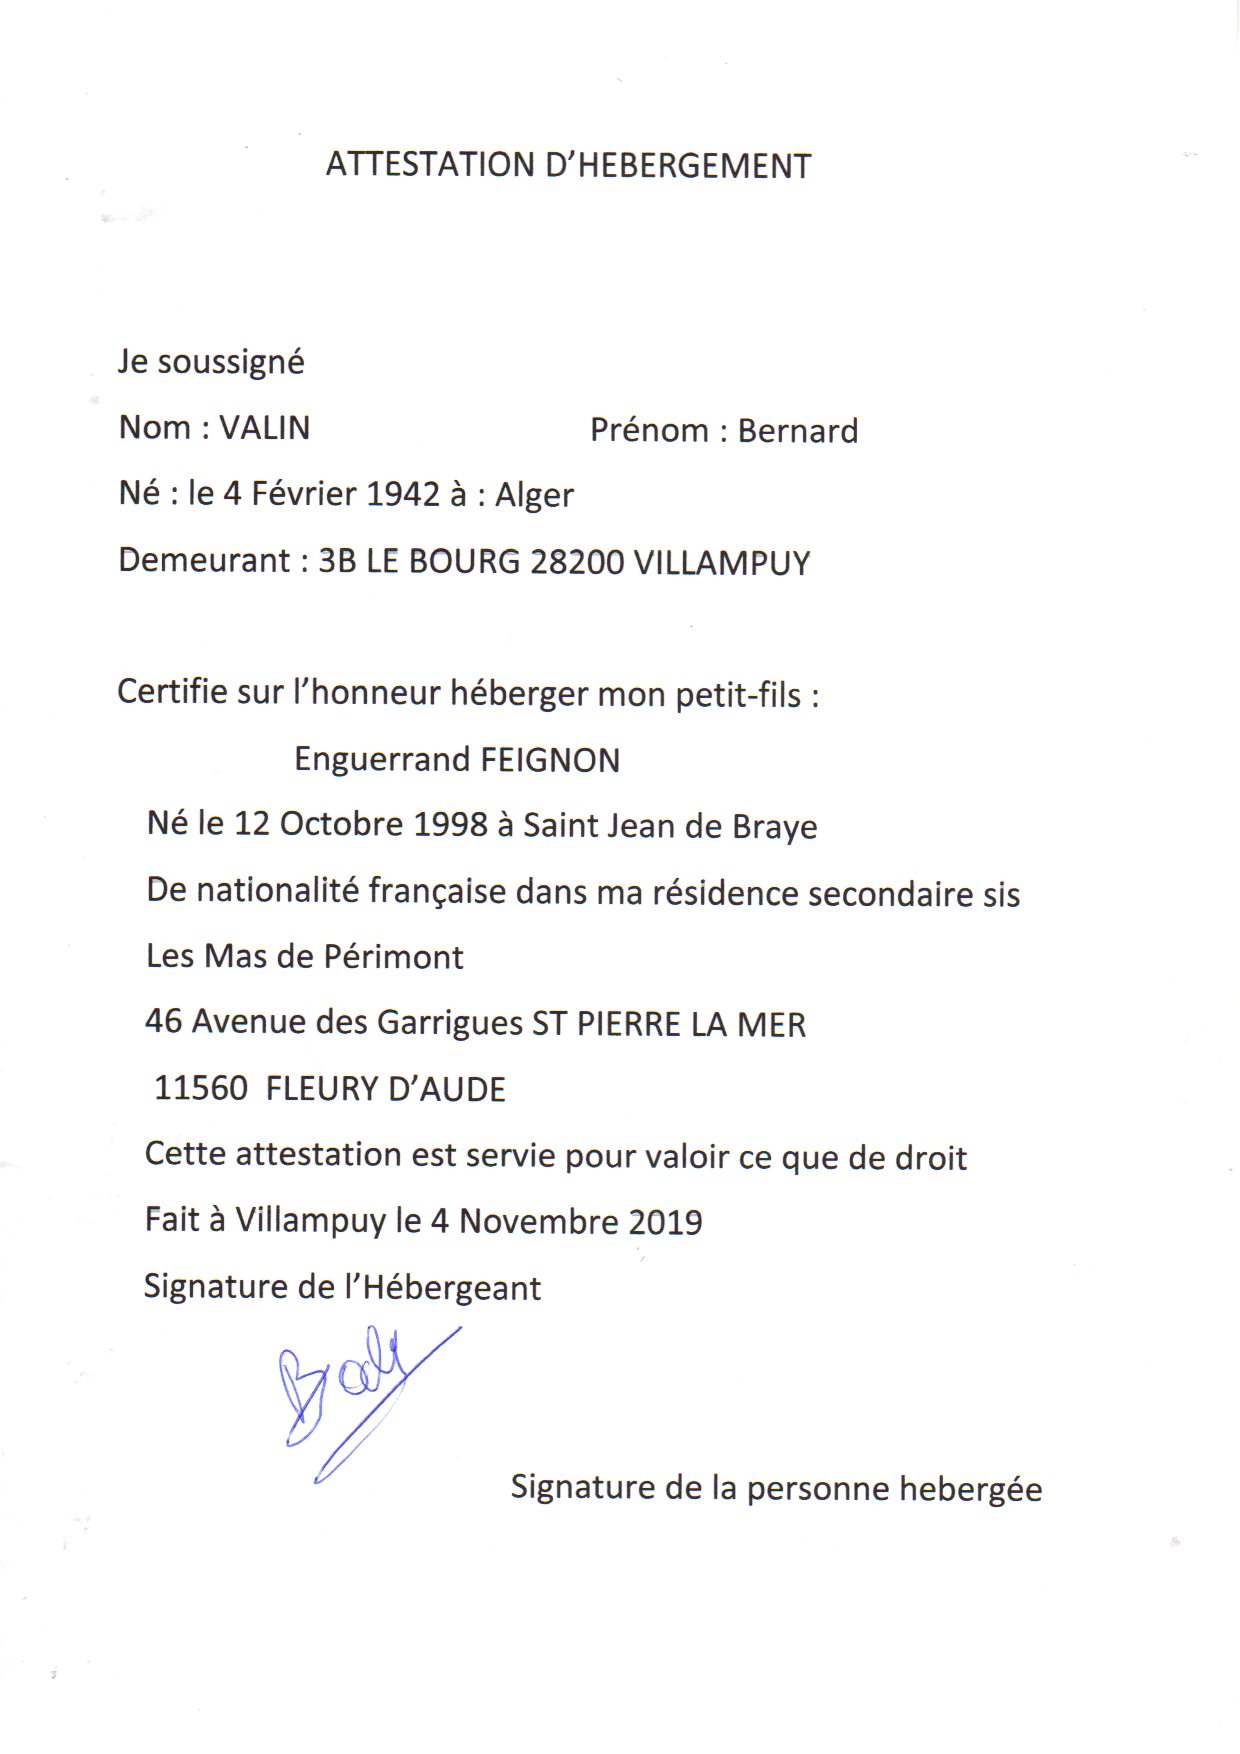 ATTESTATION D'HEBERGEMENT
Je soussigné
Nom : VALIN Prénom : Bernard
Né : le 4 Février 1942 à : Alger
Demeurant : 3B LE BOURG 28200 VILLAMPUY
Certifie sur l'honneur héberger mon petit-fils :
Enguerrand FEIGNON
Né le 12 Octobre 1998 à Saint Jean de Braye
De nationalité française dans ma résidence secondaire sis
Les Mas de Périmont
46 Avenue des Garrigues ST PIERRE LA MER
11560 FLEURY D'AUDE
Cette attestation est servie pour valoir ce que de droit
Fait à Villampuy le 4 Novembre 2019
Signature de l'Hébergeant
Signature de la personne hebergée